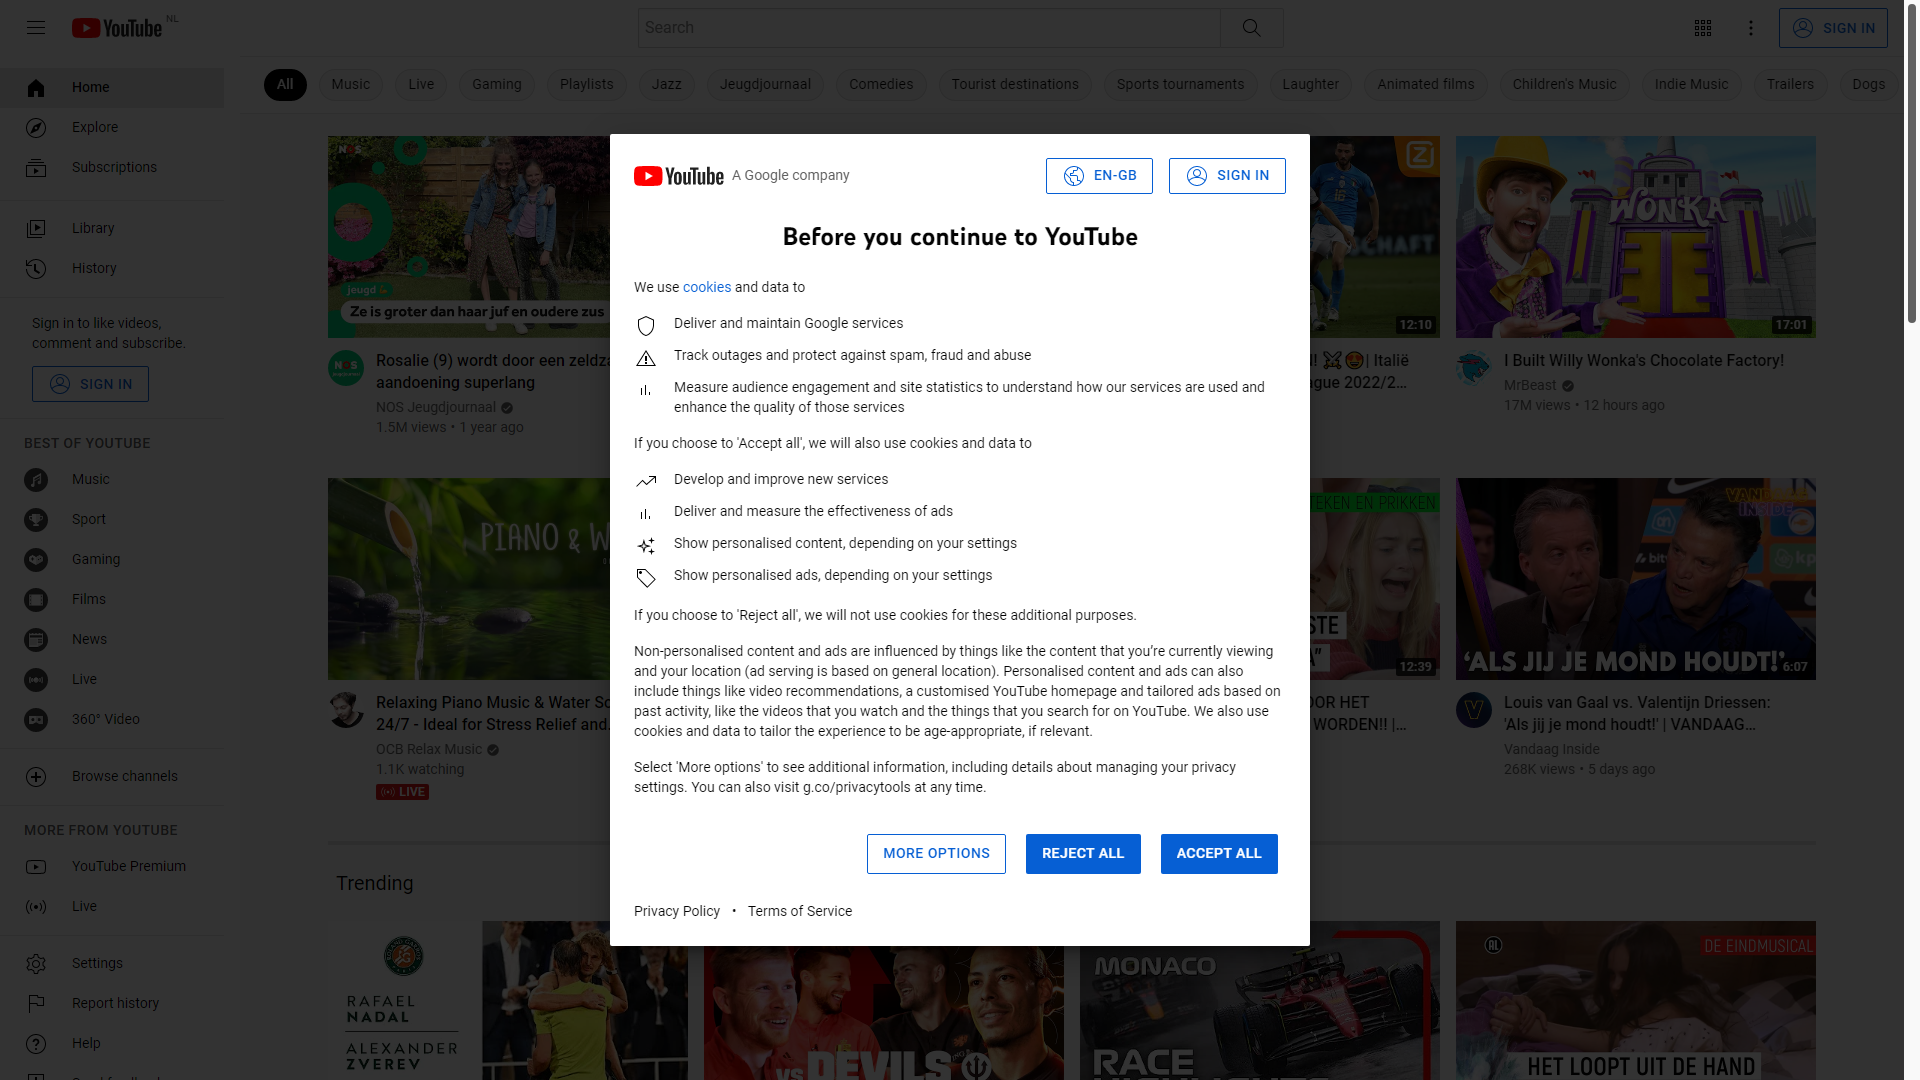 YouTube NL
Search
SIGN IN
Home
Explore
Subscriptions
Library
History
Sign in to like videos,
comment and subscribe.
SIGN IN
BEST OF YOUTUBE
Music
Sport
Gaming
Films
News
Live
360° Video
Browse channels
MORE FROM YOUTUBE
YouTube Premium
Live
Settings
Report history
Help
All Music Live Gaming Playlists Jazz Jeugdjournaal Comedies Tourist destinations Sports tournaments Laughter Animated films Children's Music Indie Music Trailers Dogs
NOS
jeugd
Ze is groter dan haar juf en oudere zus
Rosalie (9) wordt door een zeldza
aandoening superlang
NOS Jeugdjournaal
1.5M views • 1 year ago
YouTube A Google company
EN-GB
SIGN IN
Before you continue to YouTube
We use cookies and data to
Deliver and maintain Google services
Track outages and protect against spam, fraud and abuse
Measure audience engagement and site statistics to understand how our services are used and
enhance the quality of those services
If you choose to 'Accept all', we will also use cookies and data to
Develop and improve new services
Deliver and measure the effectiveness of ads
Show personalised content, depending on your settings
Show personalised ads, depending on your settings
If you choose to 'Reject all', we will not use cookies for these additional purposes.
Non-personalised content and ads are influenced by things like the content that you’re currently viewing
and your location (ad serving is based on general location). Personalised content and ads can also
include things like video recommendations, a customised YouTube homepage and tailored ads based on
past activity, like the videos that you watch and the things that you search for on YouTube. We also use
cookies and data to tailor the experience to be age-appropriate, if relevant.
Select 'More options' to see additional information, including details about managing your privacy
settings. You can also visit g.co/privacytools at any time.
MORE OPTIONS
REJECT ALL
ACCEPT ALL
Privacy Policy • Terms of Service
12:10
! | Italië
gue 2022/2...
WONKA
17:01
I Built Willy Wonka's Chocolate Factory!
MrBeast
17M views • 12 hours ago
PIANO & W
Relaxing Piano Music & Water So
24/7 - Ideal for Stress Relief and
OCB Relax Music
1.1K watching
LIVE
EKEN EN PRIKKEN
STE
A"
12:39
OOR HET
WORDEN!! |...
VANDAAG
INSIDE
‘ALS JIJ JE MOND HOUDT!’
6:07
Louis van Gaal vs. Valentijn Driessen:
'Als jij je mond houdt!' | VANDAAG...
Vandaag Inside
268K views • 5 days ago
Trending
RAFAEL
NADAL
ALEXANDER
ZVEREV
vs DEVILS
MONACO
RACE
DE EINDMUSICAL
HET LOOPT UIT DE HAND